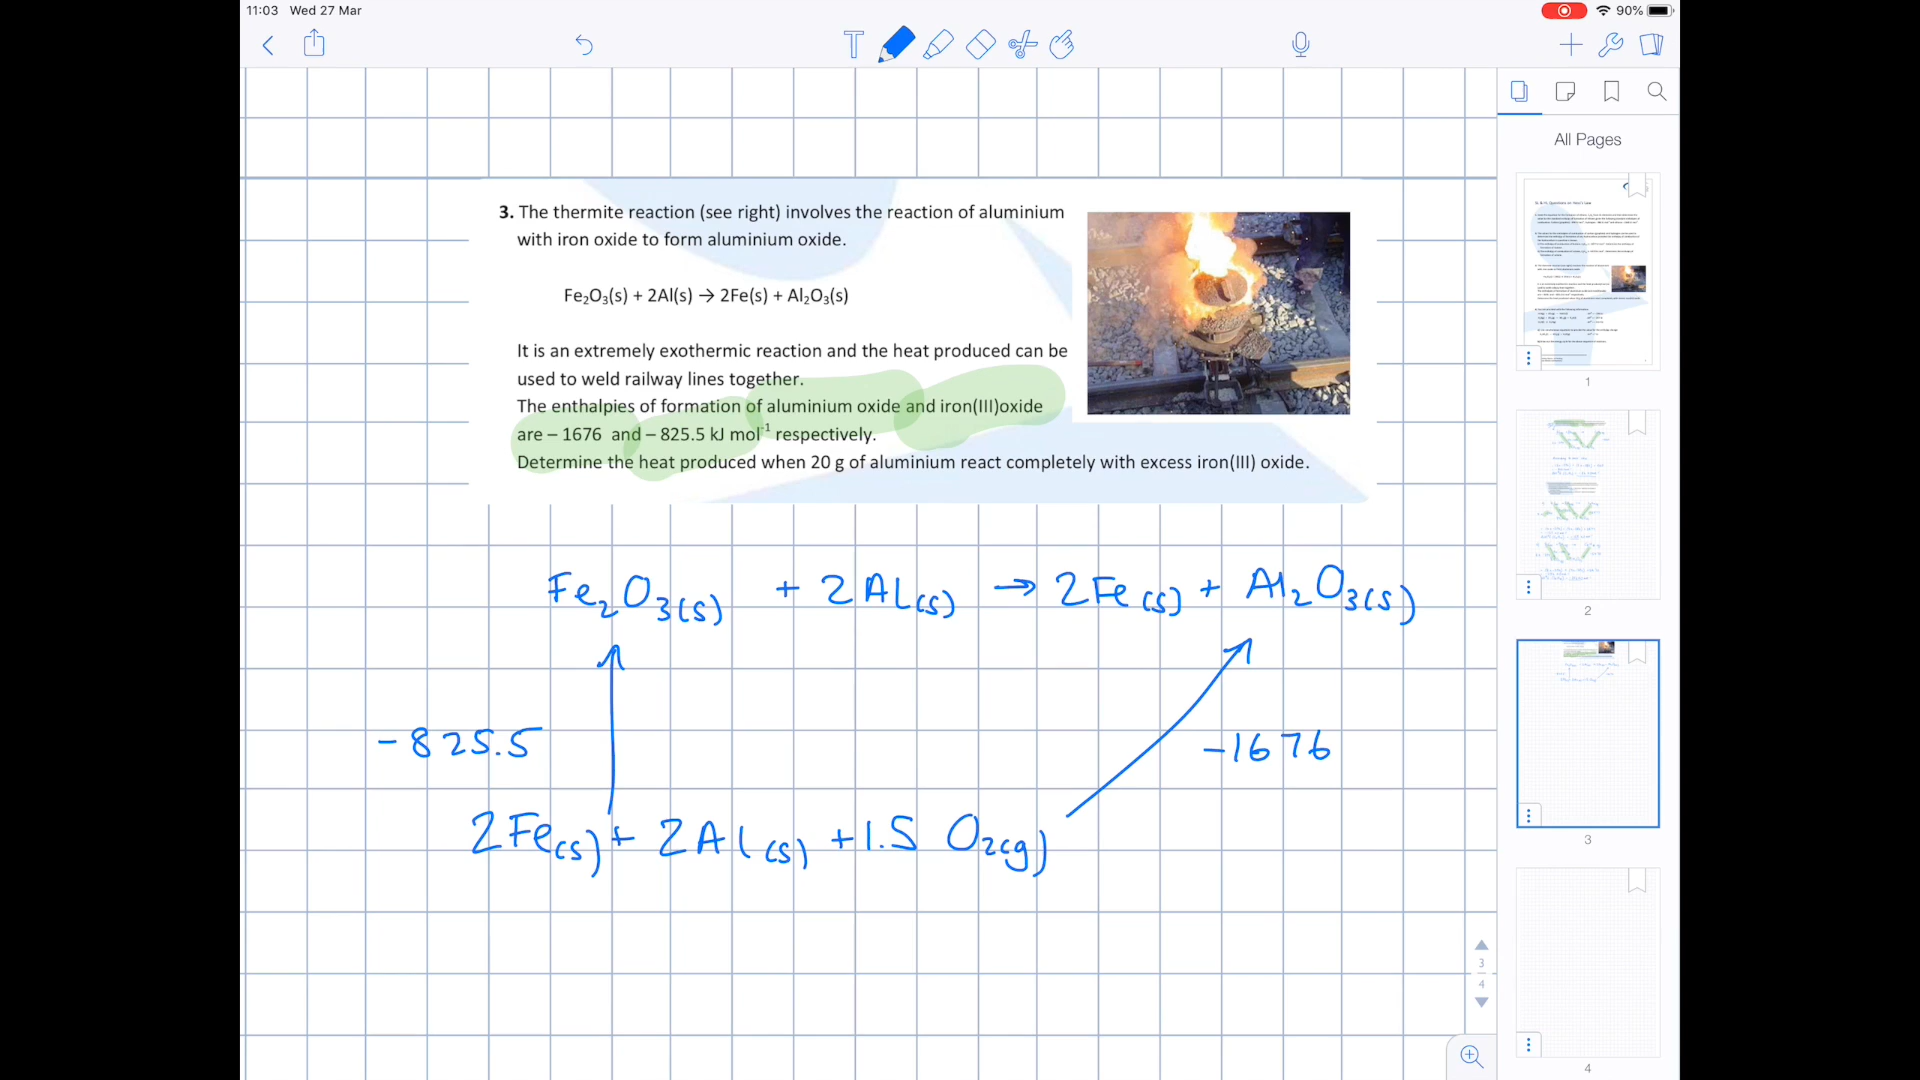 11:03 Wed 27 Mar
90%
T
All Pages
3. The thermite reaction (see right) involves the reaction of aluminium
with iron oxide to form aluminium oxide.
Fe₂O₃(s) + 2Al(s) → 2Fe(s) + Al₂O₃(s)
It is an extremely exothermic reaction and the heat produced can be
used to weld railway lines together.
The enthalpies of formation of aluminium oxide and iron(III)oxide
are – 1676 and – 825.5 kJ mol⁻¹ respectively.
Determine the heat produced when 20 g of aluminium react completely with excess iron(III) oxide.
Fe₂O₃(s) + 2Al(s) → 2Fe(s) + Al₂O₃(s)
-825.5
-1676
2Fe(s) + 2Al(s) + 1.5 O₂(g)
1
2
3
4
3
4